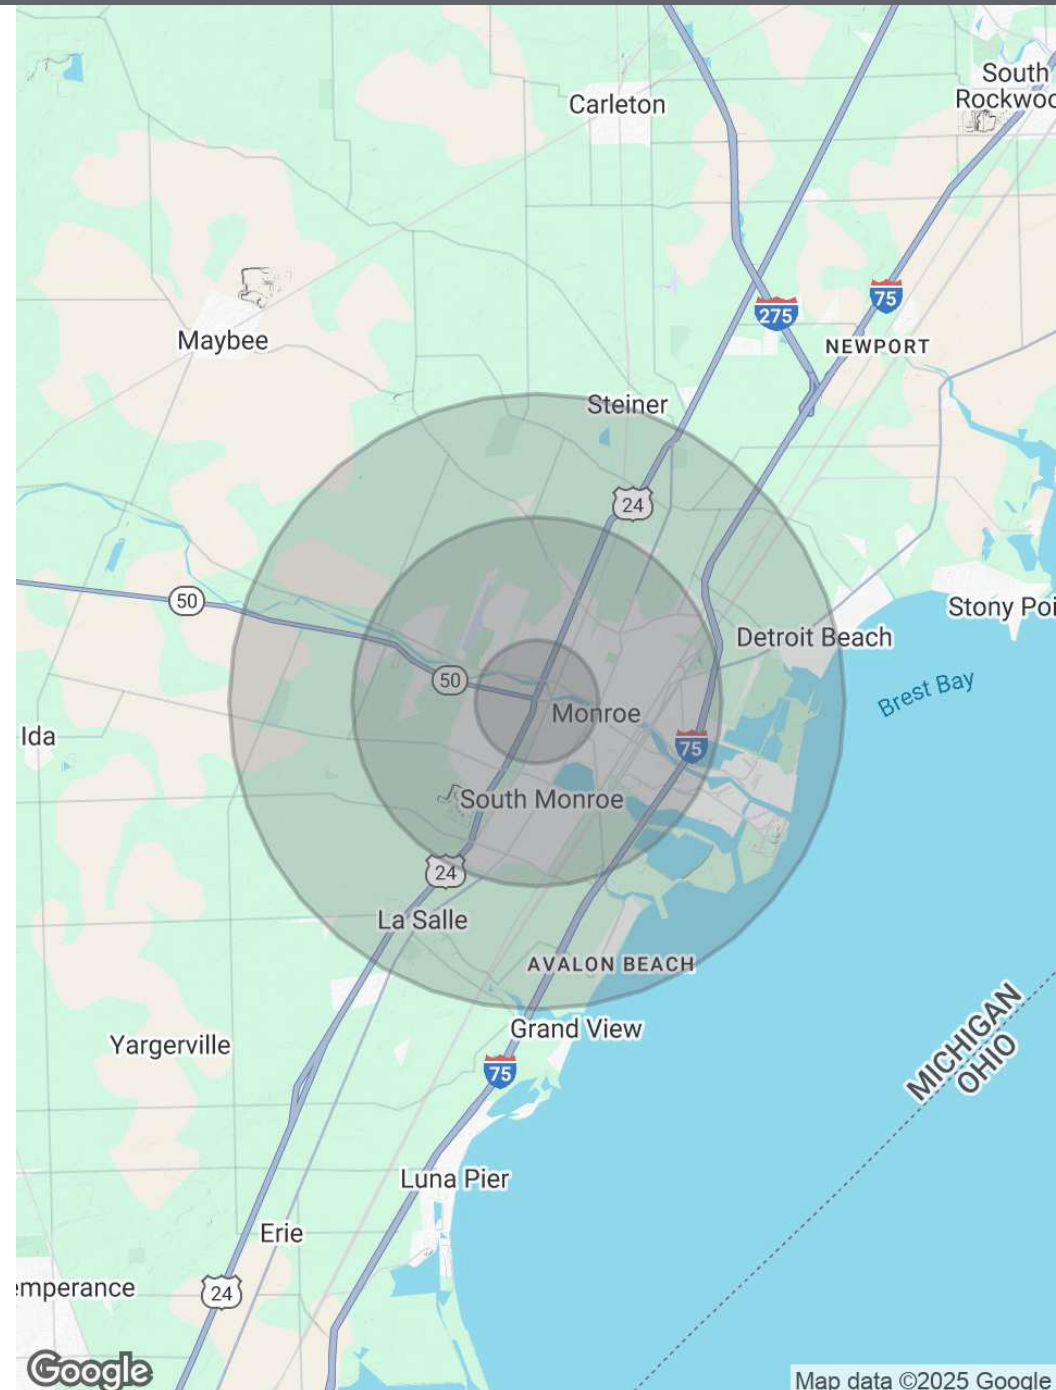 Carleton
South
Rockwoo
275
75
NEWPORT
Maybee
Steiner
24
50
Stony Poi
Detroit Beach
50
Brest Bay
Monroe
Ida
75
South Monroe
24
La Salle
AVALON BEACH
Grand View
MICHIGAN
OHIO
Yargerville
75
Luna Pier
Erie
emperance
24
Google
Map data ©2025 Google